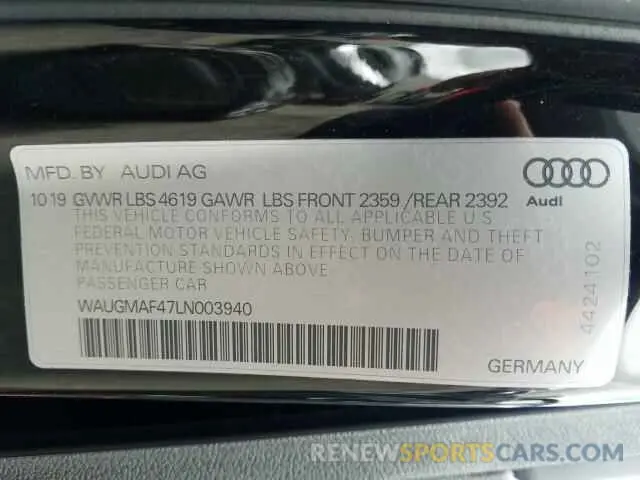 MFD. BY AUDI AG
10 19 GVWR LBS 4619 GAWR LBS FRONT 2359 /REAR 2392
Audi
THIS VEHICLE CONFORMS TO ALL APPLICABLE U.S.
FEDERAL MOTOR VEHICLE SAFETY, BUMPER AND THEFT
PREVENTION STANDARDS IN EFFECT ON THE DATE OF
MANUFACTURE SHOWN ABOVE
PASSENGER CAR
WAUGMAF47LN003940
4424102
GERMANY
RENEWSPORTSCARS.COM